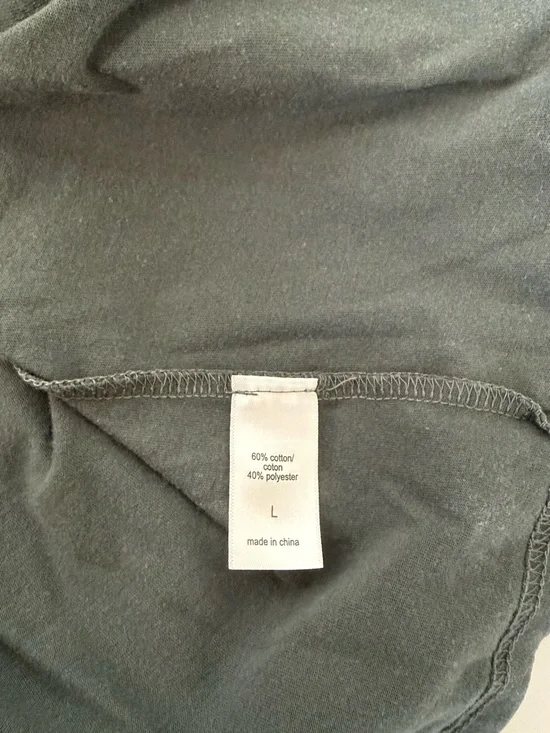 60% cotton/
coton
40% polyester
L
made in china